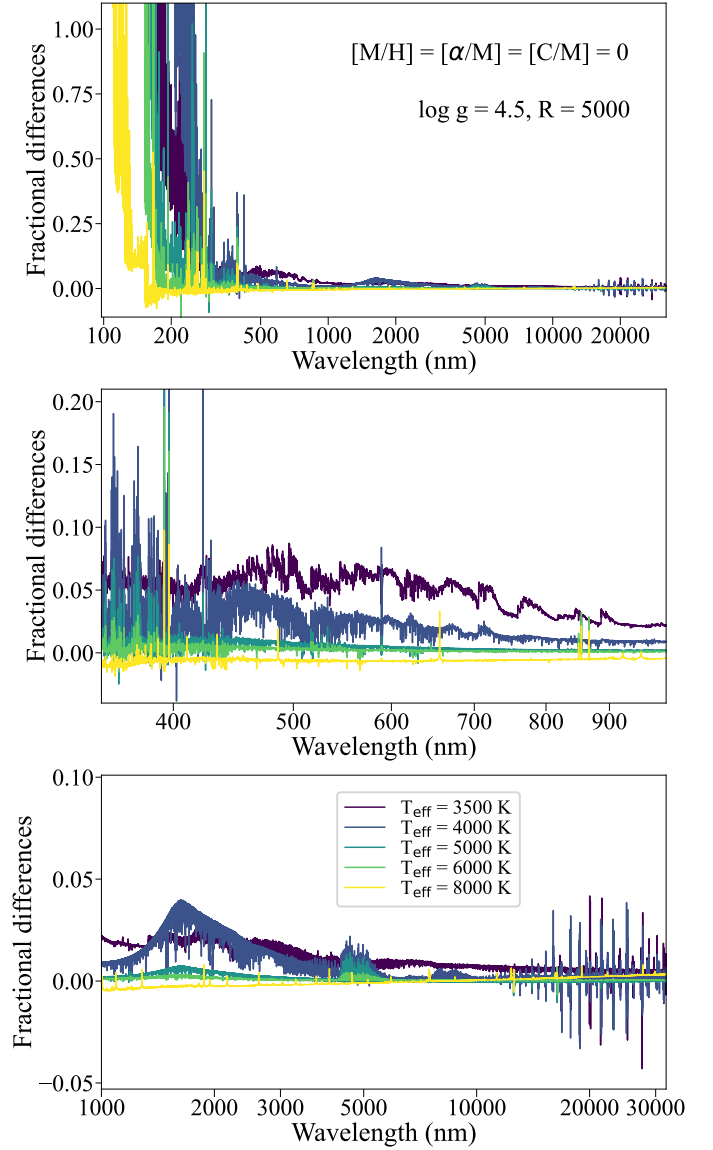 1.00
0.75
0.50
0.25
0.00
Fractional differences
[M/H] = [α/M] = [C/M] = 0
log g = 4.5, R = 5000
100 200 500 1000 2000 5000 10000 20000
Wavelength (nm)
0.20
0.15
0.10
0.05
0.00
Fractional differences
400 500 600 700 800 900
Wavelength (nm)
0.10
0.05
0.00
−0.05
Fractional differences
T_eff = 3500 K
T_eff = 4000 K
T_eff = 5000 K
T_eff = 6000 K
T_eff = 8000 K
1000 2000 3000 5000 10000 20000 30000
Wavelength (nm)